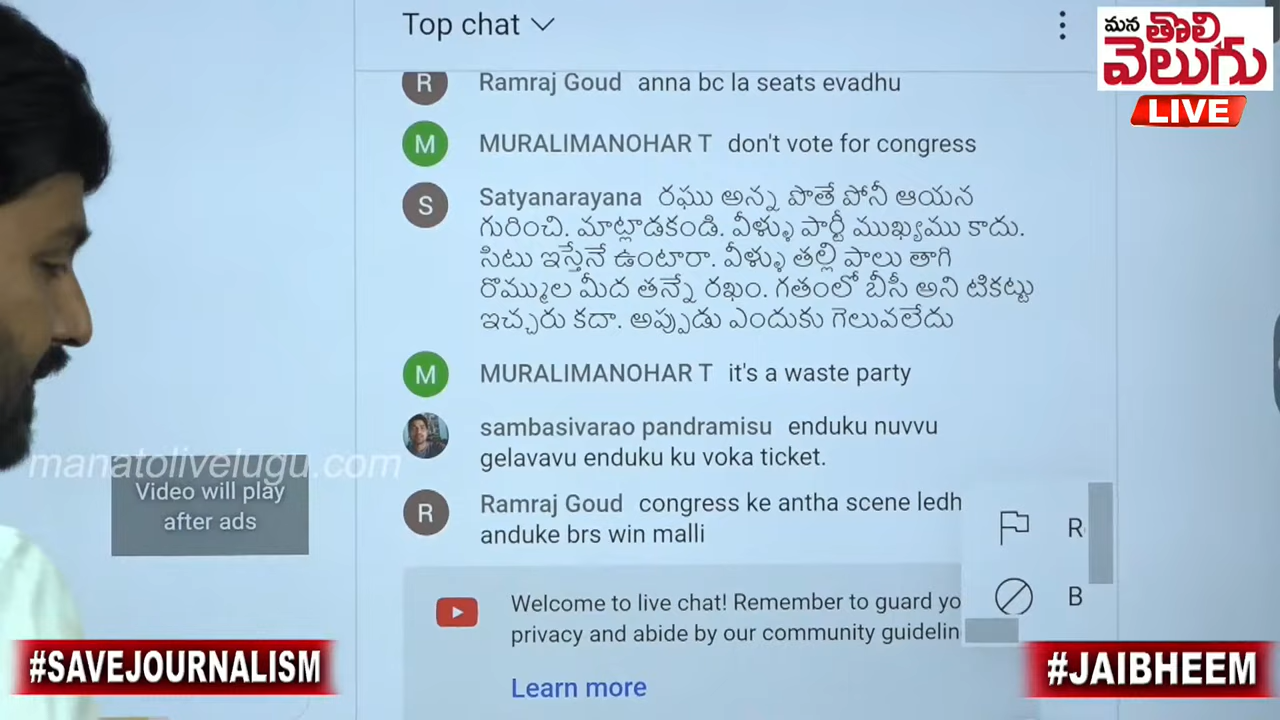 Top chat
మన
తొలి
వెలుగు
LIVE
R
Ramraj Goud anna bc la seats evadhu
M
MURALIMANOHAR T don't vote for congress
S
Satyanarayana రఘు అన్న పొతే పోనీ ఆయన
గురించి. మాట్లాడకండి. వీళ్ళు పార్టీ ముఖ్యము కాదు.
సిటు ఇస్తేనే ఉంటారా. వీళ్ళు తల్లి పాలు తాగి
రొమ్ముల మీద తన్నే రఖం. గతంలో బీసీ అని టికట్టు
ఇచ్చరు కదా. అప్పుడు ఎందుకు గెలువలేదు
M
MURALIMANOHAR T it's a waste party
sambasivarao pandramisu enduku nuvvu
gelavavu enduku ku voka ticket.
manatolivelugu.com
Video will play
after ads
R
Ramraj Goud congress ke antha scene ledh
anduke brs win malli
R
B
Welcome to live chat! Remember to guard yo
privacy and abide by our community guidelin
Learn more
#SAVEJOURNALISM
#JAIBHEEM